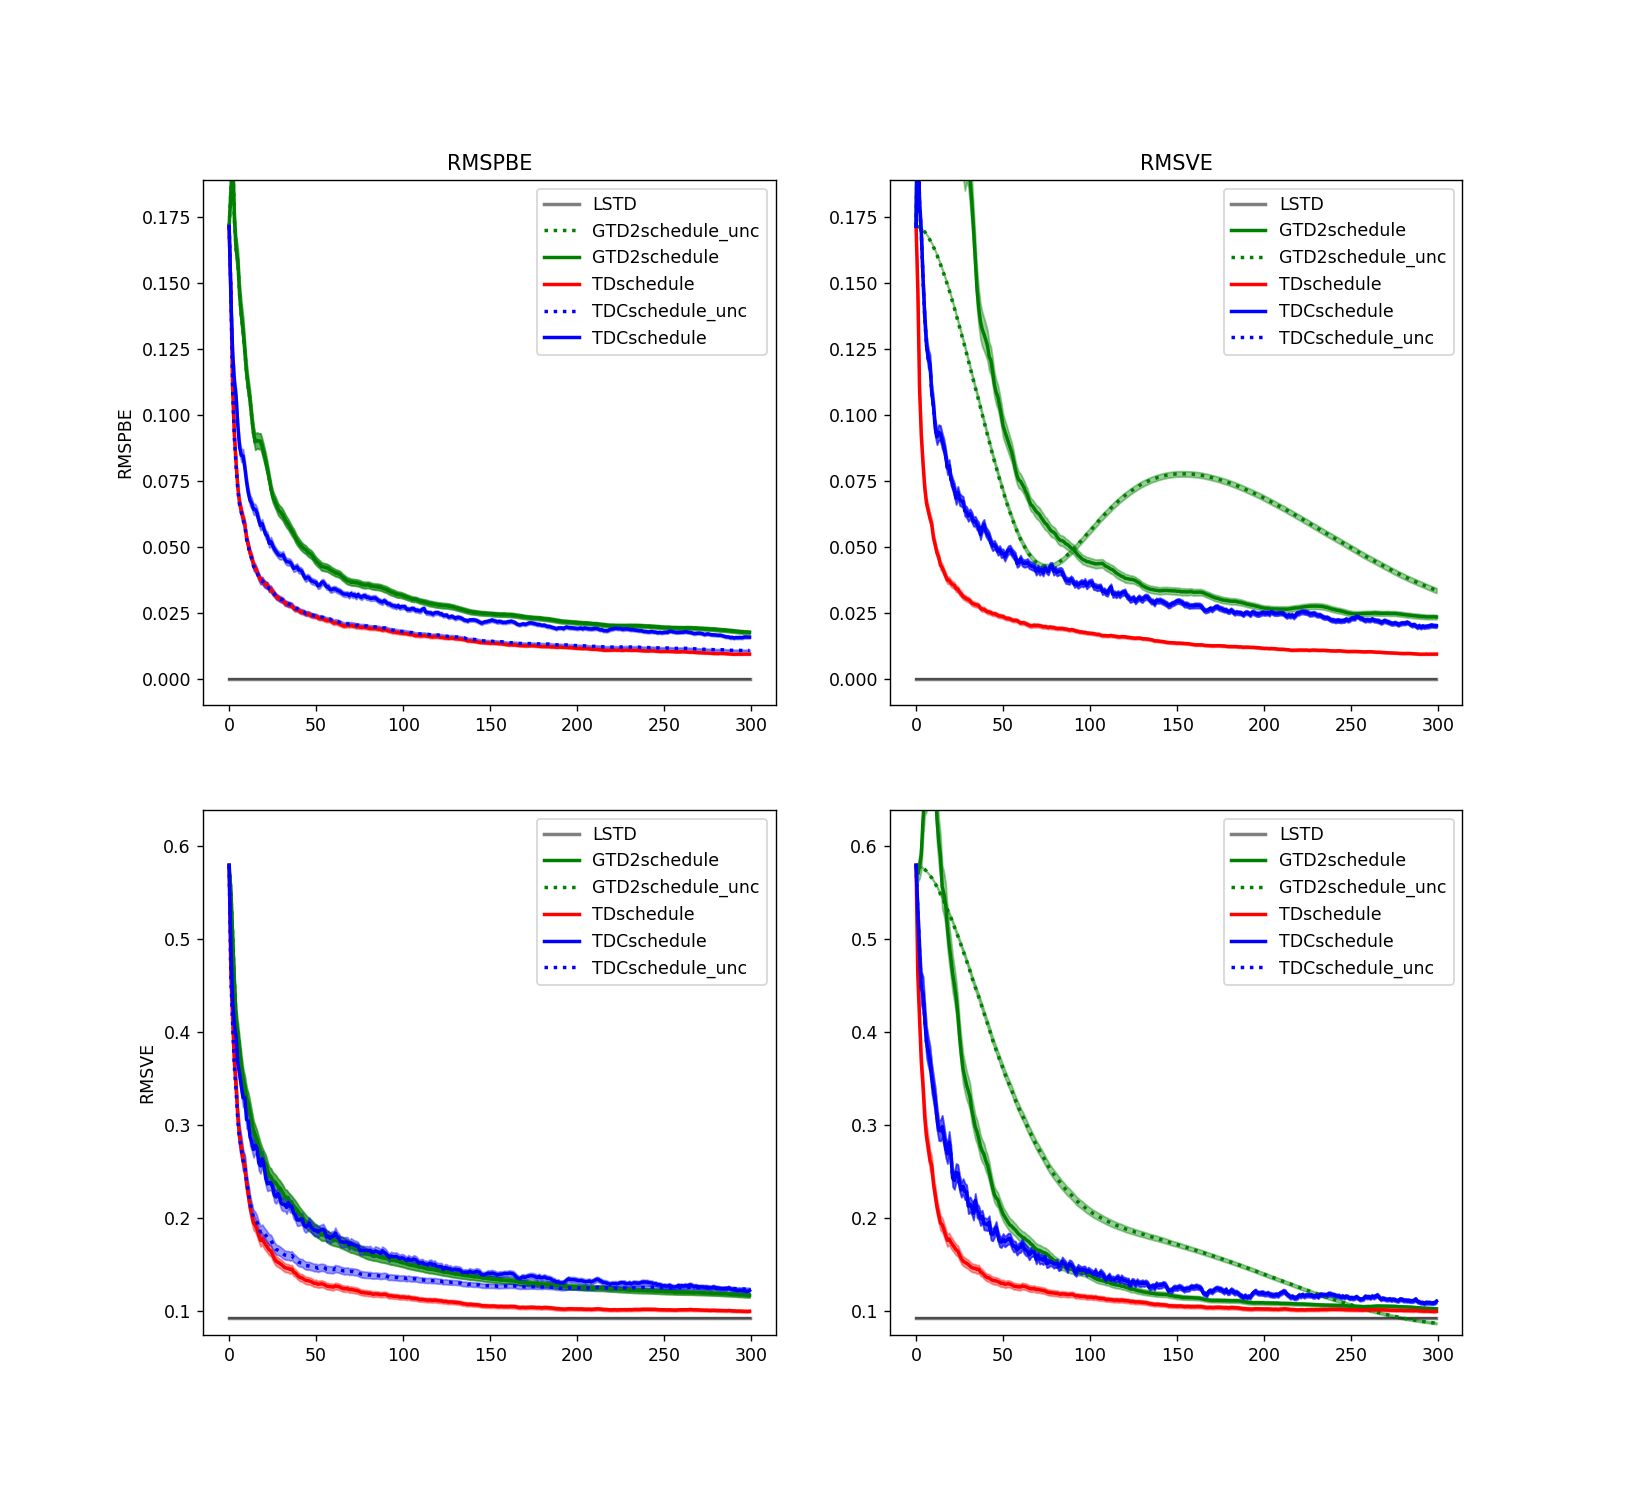 RMSPBE
RMSPBE
0.175
0.150
0.125
0.100
0.075
0.050
0.025
0.000
0 50 100 150 200 250 300
LSTD
GTD2schedule_unc
GTD2schedule
TDschedule
TDCschedule_unc
TDCschedule
RMSVE
0.175
0.150
0.125
0.100
0.075
0.050
0.025
0.000
0 50 100 150 200 250 300
LSTD
GTD2schedule
GTD2schedule_unc
TDschedule
TDCschedule
TDCschedule_unc
RMSVE
0.6
0.5
0.4
0.3
0.2
0.1
0 50 100 150 200 250 300
LSTD
GTD2schedule
GTD2schedule_unc
TDschedule
TDCschedule
TDCschedule_unc
0.6
0.5
0.4
0.3
0.2
0.1
0 50 100 150 200 250 300
LSTD
GTD2schedule
GTD2schedule_unc
TDschedule
TDCschedule
TDCschedule_unc